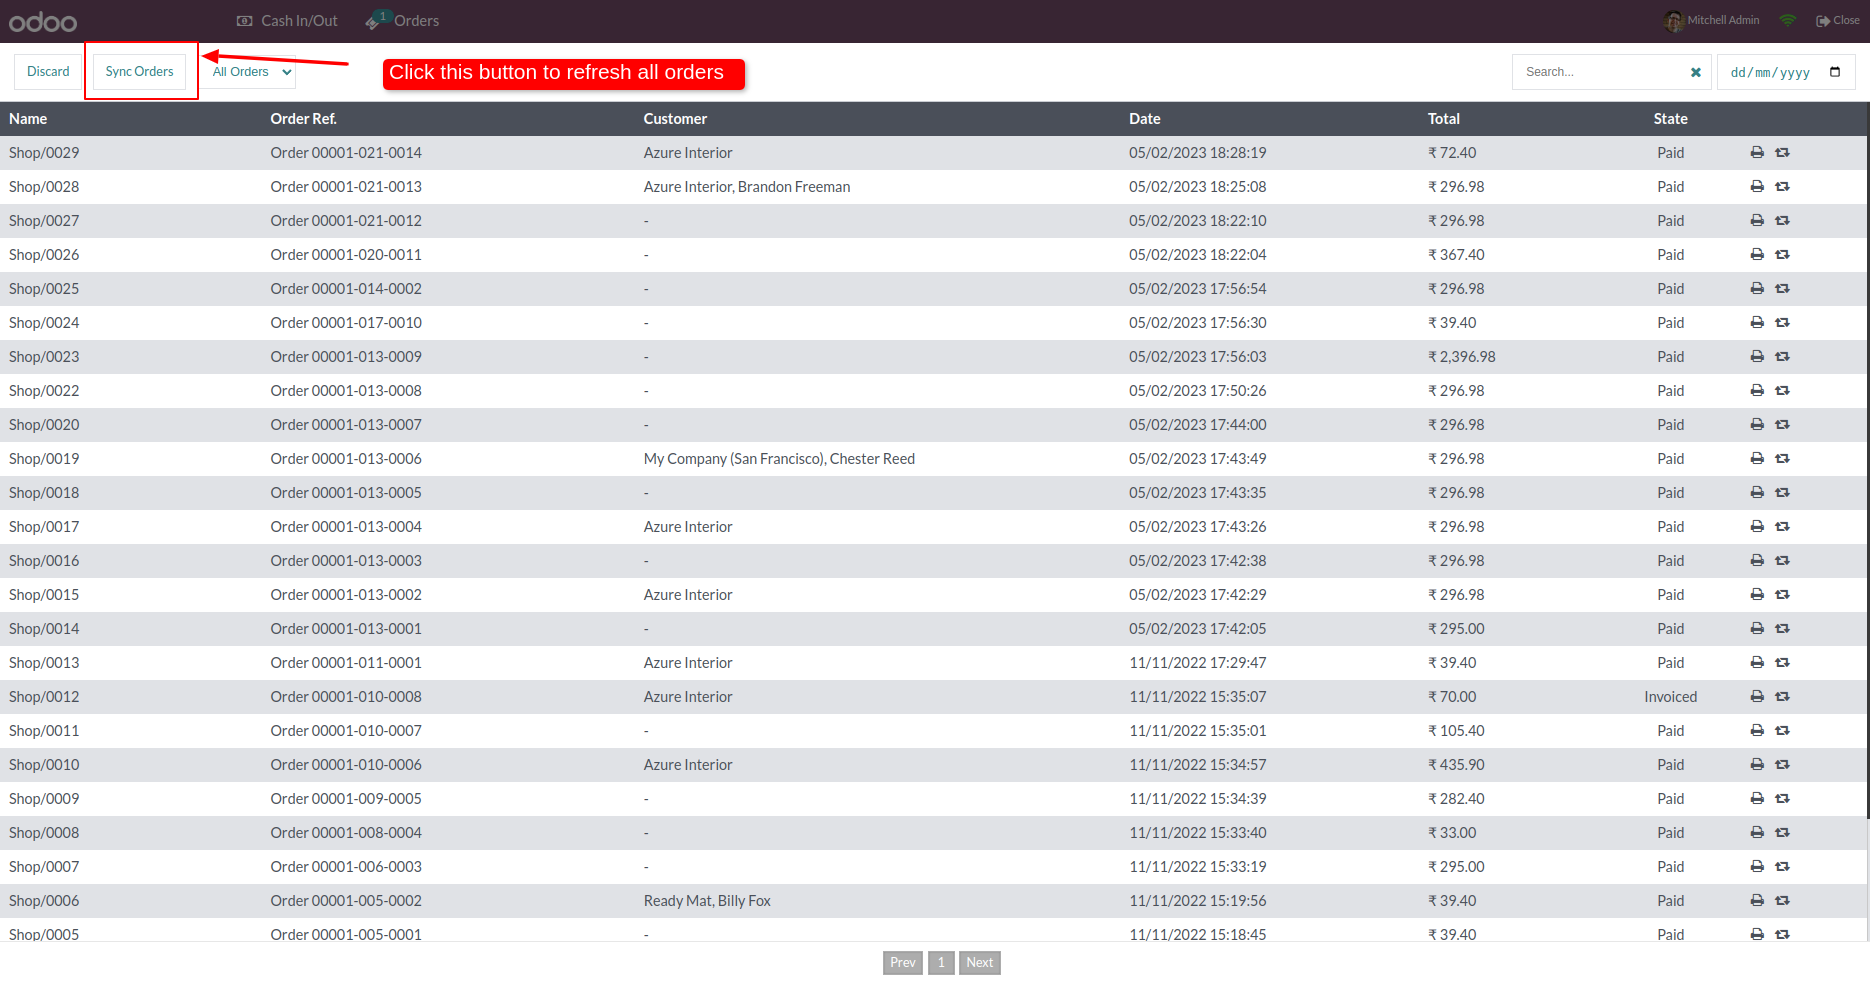 odoo Cash In/Out 1 Orders Mitchell Admin Close
Discard Sync Orders All Orders Click this button to refresh all orders Search... dd/mm/yyyy
Name Order Ref. Customer Date Total State
Shop/0029 Order 00001-021-0014 Azure Interior 05/02/2023 18:28:19 ₹ 72.40 Paid
Shop/0028 Order 00001-021-0013 Azure Interior, Brandon Freeman 05/02/2023 18:25:08 ₹ 296.98 Paid
Shop/0027 Order 00001-021-0012 - 05/02/2023 18:22:10 ₹ 296.98 Paid
Shop/0026 Order 00001-020-0011 - 05/02/2023 18:22:04 ₹ 367.40 Paid
Shop/0025 Order 00001-014-0002 - 05/02/2023 17:56:54 ₹ 296.98 Paid
Shop/0024 Order 00001-017-0010 - 05/02/2023 17:56:30 ₹ 39.40 Paid
Shop/0023 Order 00001-013-0009 - 05/02/2023 17:56:03 ₹ 2,396.98 Paid
Shop/0022 Order 00001-013-0008 - 05/02/2023 17:50:26 ₹ 296.98 Paid
Shop/0020 Order 00001-013-0007 - 05/02/2023 17:44:00 ₹ 296.98 Paid
Shop/0019 Order 00001-013-0006 My Company (San Francisco), Chester Reed 05/02/2023 17:43:49 ₹ 296.98 Paid
Shop/0018 Order 00001-013-0005 - 05/02/2023 17:43:35 ₹ 296.98 Paid
Shop/0017 Order 00001-013-0004 Azure Interior 05/02/2023 17:43:26 ₹ 296.98 Paid
Shop/0016 Order 00001-013-0003 - 05/02/2023 17:42:38 ₹ 296.98 Paid
Shop/0015 Order 00001-013-0002 Azure Interior 05/02/2023 17:42:29 ₹ 296.98 Paid
Shop/0014 Order 00001-013-0001 - 05/02/2023 17:42:05 ₹ 295.00 Paid
Shop/0013 Order 00001-011-0001 Azure Interior 11/11/2022 17:29:47 ₹ 39.40 Paid
Shop/0012 Order 00001-010-0008 Azure Interior 11/11/2022 15:35:07 ₹ 70.00 Invoiced
Shop/0011 Order 00001-010-0007 - 11/11/2022 15:35:01 ₹ 105.40 Paid
Shop/0010 Order 00001-010-0006 Azure Interior 11/11/2022 15:34:57 ₹ 435.90 Paid
Shop/0009 Order 00001-009-0005 - 11/11/2022 15:34:39 ₹ 282.40 Paid
Shop/0008 Order 00001-008-0004 - 11/11/2022 15:33:40 ₹ 33.00 Paid
Shop/0007 Order 00001-006-0003 - 11/11/2022 15:33:19 ₹ 295.00 Paid
Shop/0006 Order 00001-005-0002 Ready Mat, Billy Fox 11/11/2022 15:19:56 ₹ 39.40 Paid
Shop/0005 Order 00001-005-0001 - 11/11/2022 15:18:45 ₹ 39.40 Paid
Prev 1 Next